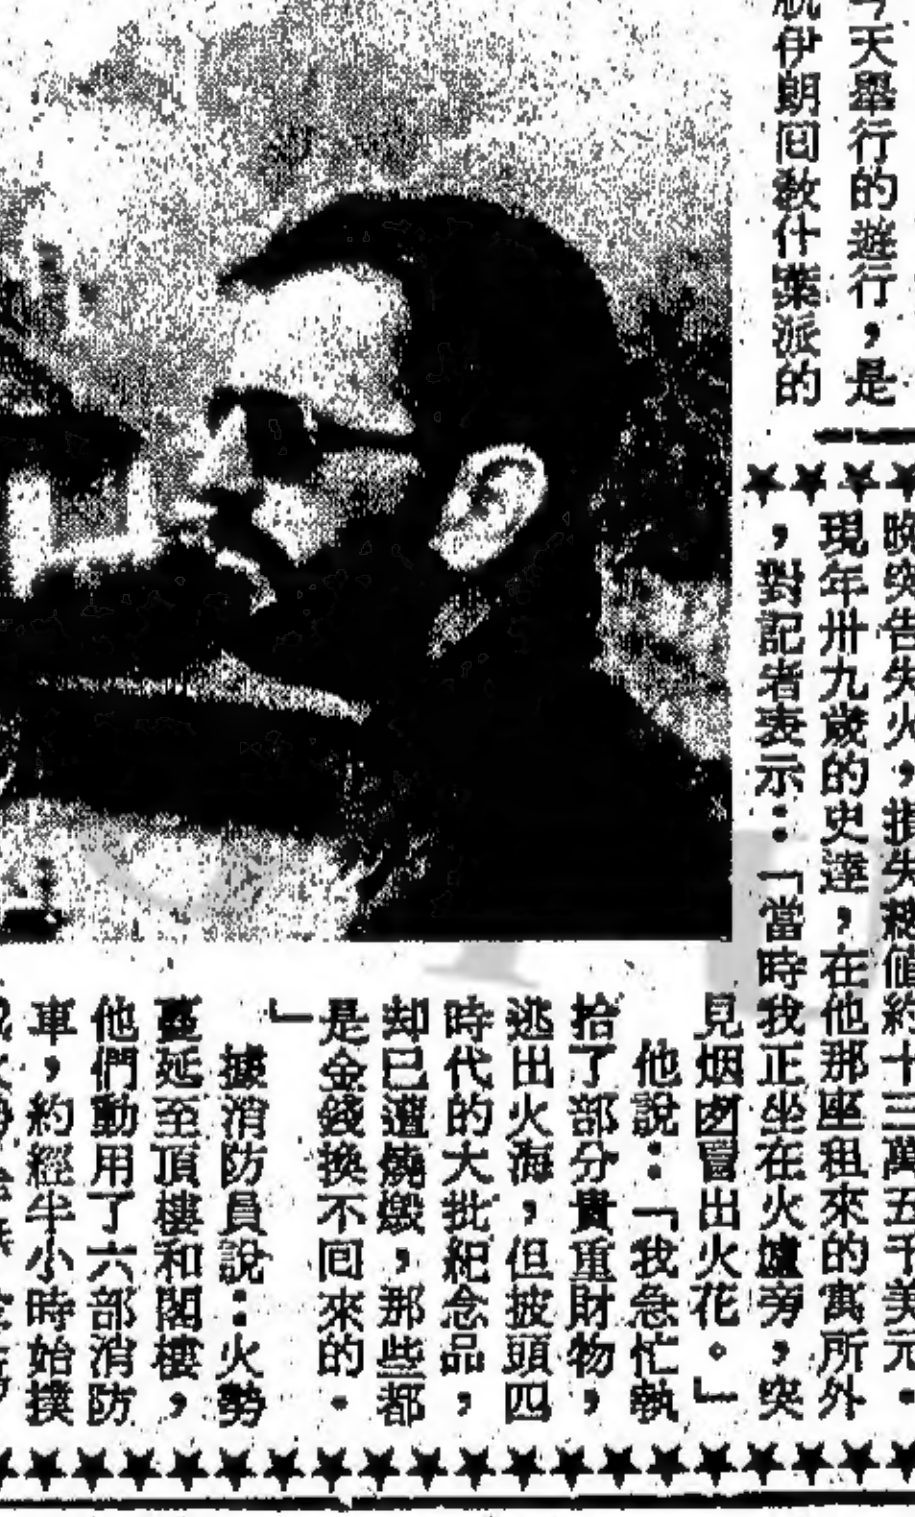 今天舉行的遊行，是
航伊朗回教什葉派的
晚突告失火，損失總値約十三萬五千美元。
現年卅九歲的史達，在他那座租來的寓所外
，對記者表示：「當時我正坐在火爐旁，突
見烟囪冒出火花。」
他說：「我急忙執
拾了部分貴重財物，
逃出火海，但披頭四
時代的大批紀念品，
却已遭燒燬，那些都
是金錢換不回來的。
」
據消防員說：火勢
蔓延至頂樓和閣樓，
他們動用了六部消防
車，約經半小時始撲